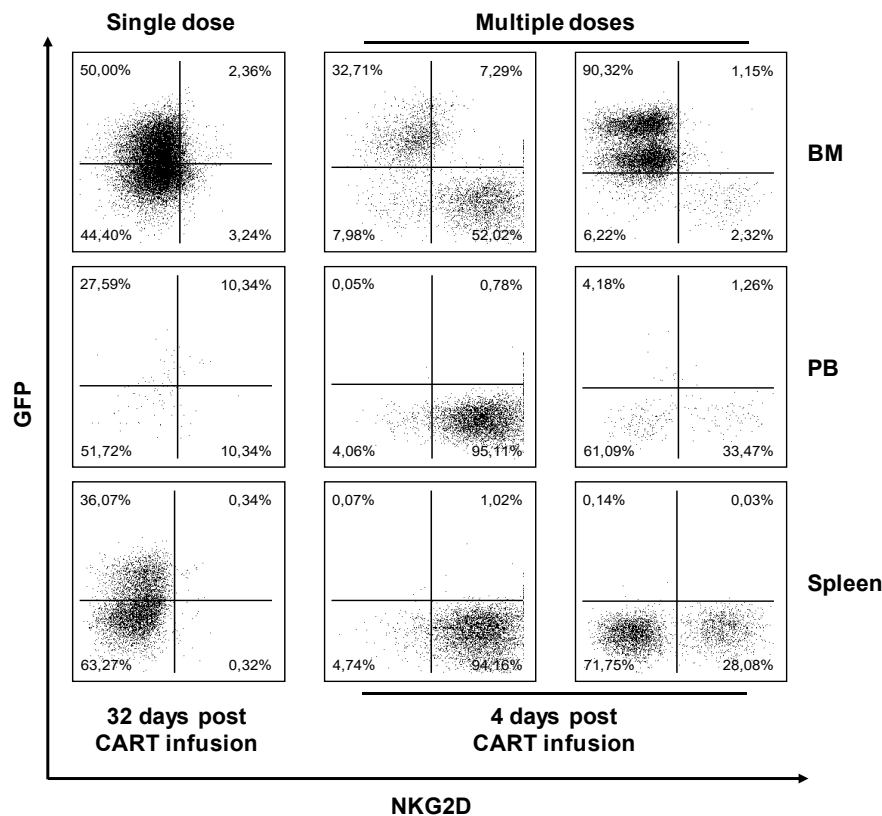 Single dose
Multiple doses
50,00% 2,36%
44,40% 3,24%
32,71% 7,29%
7,98% 52,02%
90,32% 1,15%
6,22% 2,32%
BM
27,59% 10,34%
51,72% 10,34%
0,05% 0,78%
4,06% 95,11%
4,18% 1,26%
61,09% 33,47%
PB
36,07% 0,34%
63,27% 0,32%
0,07% 1,02%
4,74% 94,16%
0,14% 0,03%
71,75% 28,08%
Spleen
GFP
32 days post
CART infusion
4 days post
CART infusion
NKG2D